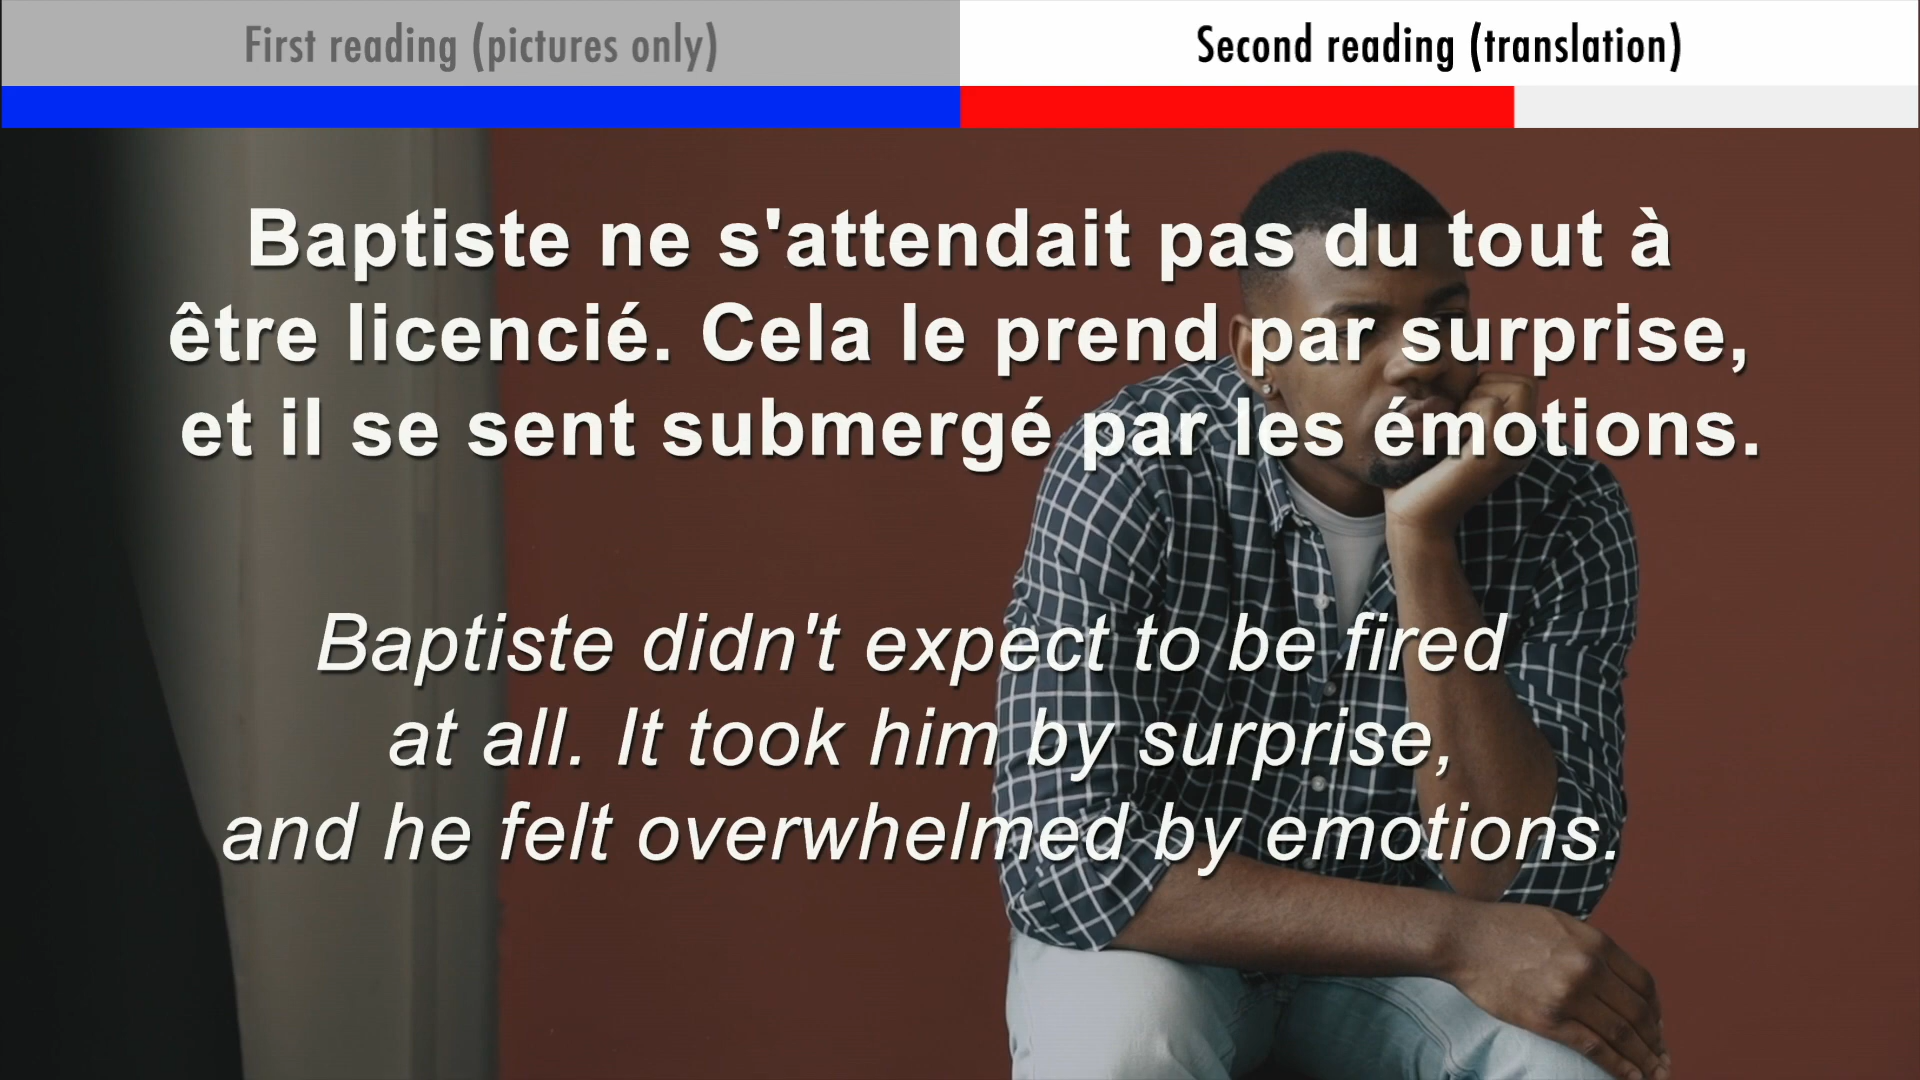 First reading (pictures only)
Second reading (translation)
Baptiste ne s'attendait pas du tout à
être licencié. Cela le prend par surprise,
et il se sent submergé par les émotions.
Baptiste didn't expect to be fired
at all. It took him by surprise,
and he felt overwhelmed by emotions.